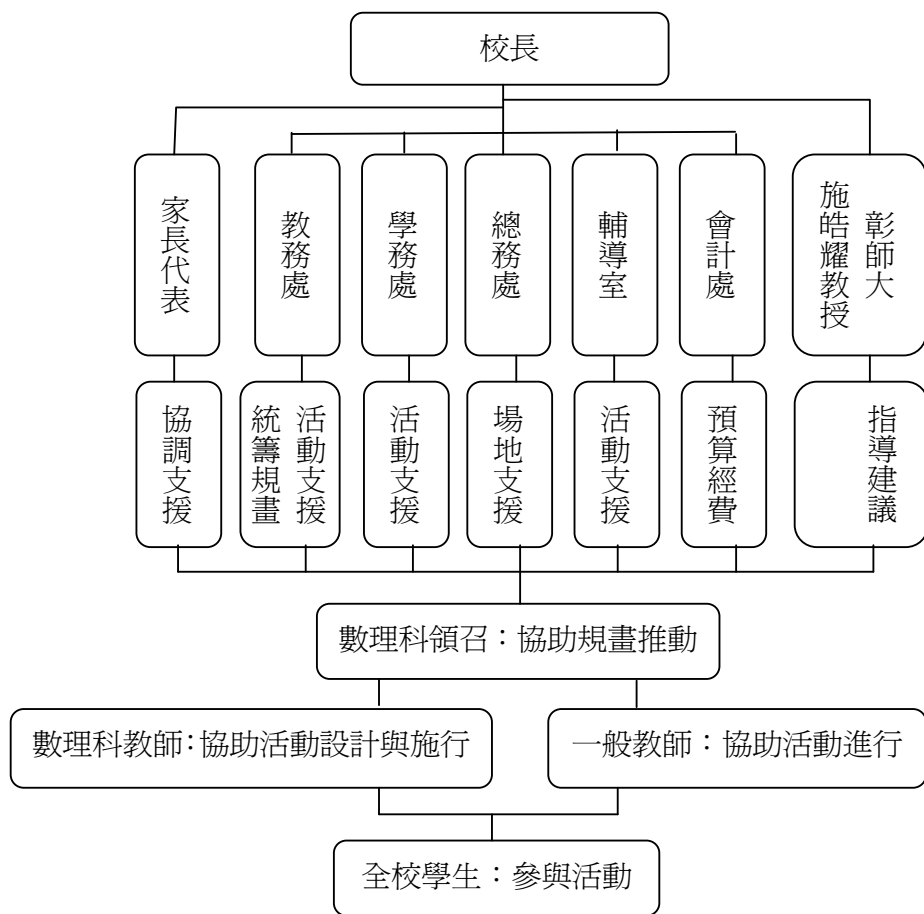 校長
家長代表
教務處
學務處
總務處
輔導室
會計處
彰師大
施皓耀教授
協調支援
活動支援
統籌規畫
活動支援
場地支援
活動支援
預算經費
指導建議
數理科領召：協助規畫推動
數理科教師：協助活動設計與施行
一般教師：協助活動進行
全校學生：參與活動